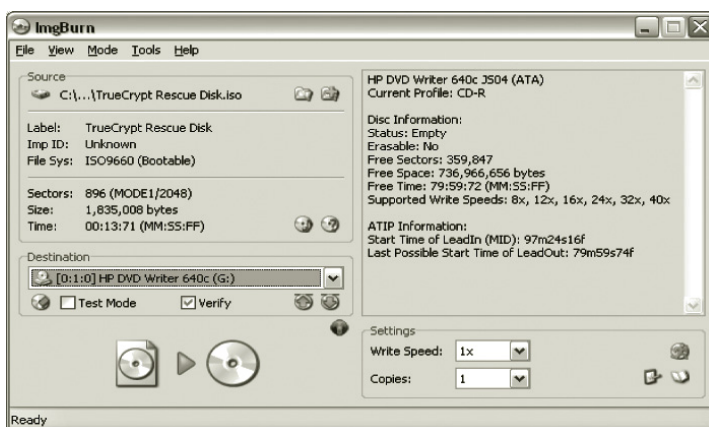 ImgBurn
File View Mode Tools Help
Source
C:\...\TrueCrypt Rescue Disk.iso
Label: TrueCrypt Rescue Disk
Imp ID: Unknown
File Sys: ISO9660 (Bootable)
Sectors: 896 (MODE1/2048)
Size: 1,835,008 bytes
Time: 00:13:71 (MM:SS:FF)
Destination
[0:1:0] HP DVD Writer 640c (G:)
Test Mode Verify
HP DVD Writer 640c JS04 (ATA)
Current Profile: CD-R
Disc Information:
Status: Empty
Erasable: No
Free Sectors: 359,847
Free Space: 736,966,656 bytes
Free Time: 79:59:72 (MM:SS:FF)
Supported Write Speeds: 8x, 12x, 16x, 24x, 32x, 40x
ATIP Information:
Start Time of LeadIn (MID): 97m24s16f
Last Possible Start Time of LeadOut: 79m59s74f
Settings
Write Speed: 1x
Copies: 1
Ready